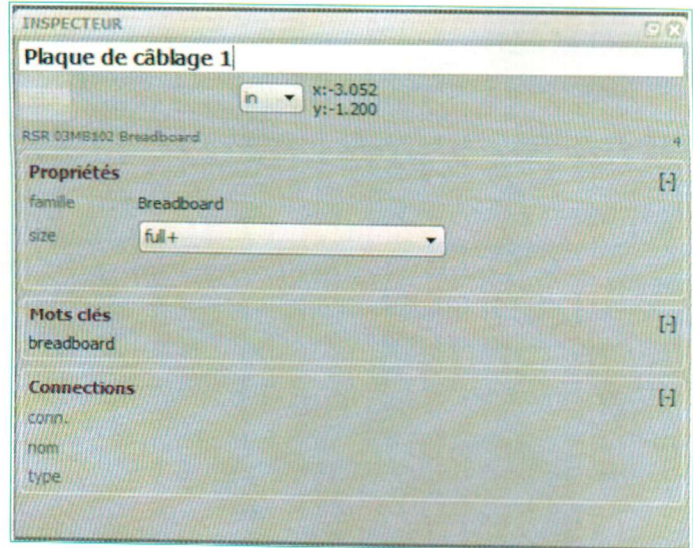 INSPECTEUR
Plaque de câblage 1
in
x:-3.052
y:-1.200
RSR 03MB102 Breadboard 4
Propriétés [-]
famille Breadboard
size full+
Mots clés [-]
breadboard
Connections [-]
conn.
nom
type